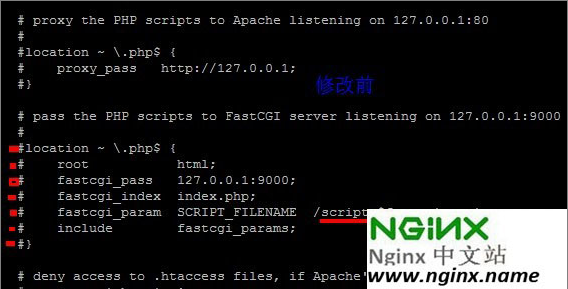 # proxy the PHP scripts to Apache listening on 127.0.0.1:80
#
#location ~ \.php$ {
#    proxy_pass   http://127.0.0.1;
#}
修改前
# pass the PHP scripts to FastCGI server listening on 127.0.0.1:9000
#
#location ~ \.php$ {
#    root           html;
#    fastcgi_pass   127.0.0.1:9000;
#    fastcgi_index  index.php;
#    fastcgi_param  SCRIPT_FILENAME  /script
#    include        fastcgi_params;
#}
# deny access to .htaccess files, if Apache'
NGINX
Nginx 中文站
www.nginx.name